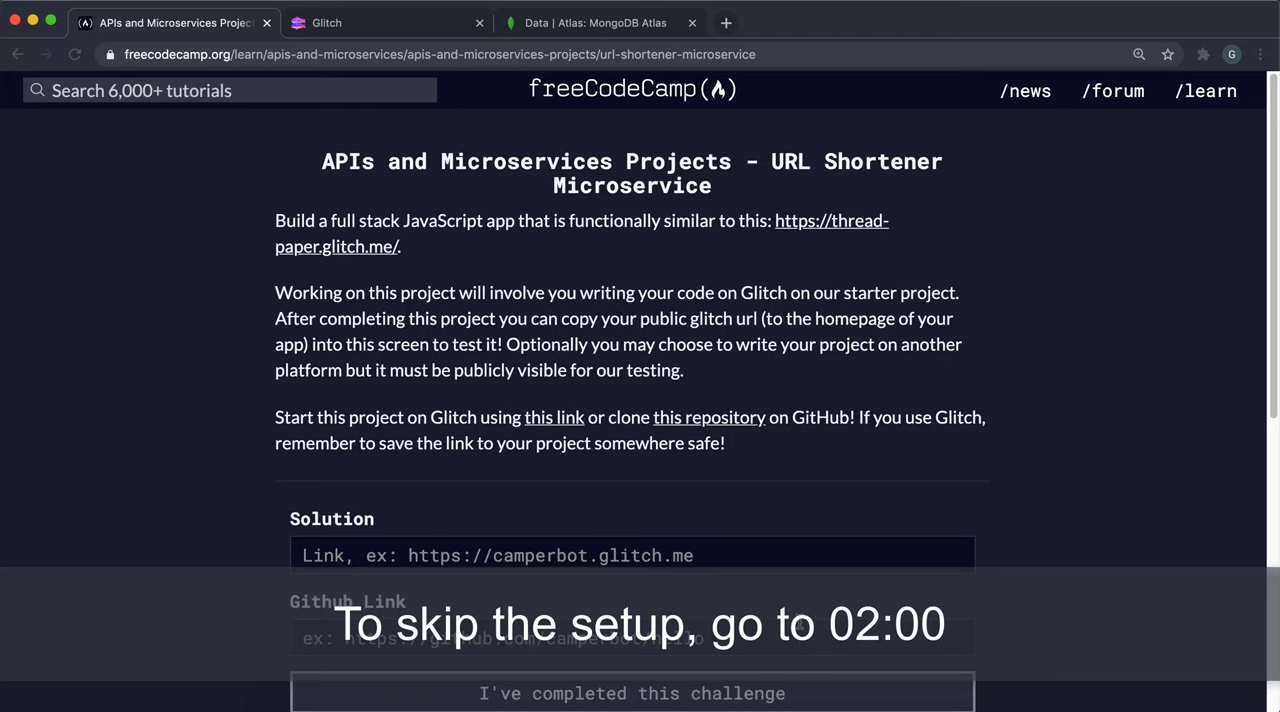 APIs and Microservices Project
Glitch
Data | Atlas: MongoDB Atlas
freecodecamp.org/learn/apis-and-microservices/apis-and-microservices-projects/url-shortener-microservice
G
Search 6,000+ tutorials
freeCodeCamp
/news
/forum
/learn
APIs and Microservices Projects - URL Shortener
Microservice
Build a full stack JavaScript app that is functionally similar to this: https://thread-
paper.glitch.me/.
Working on this project will involve you writing your code on Glitch on our starter project.
After completing this project you can copy your public glitch url (to the homepage of your
app) into this screen to test it! Optionally you may choose to write your project on another
platform but it must be publicly visible for our testing.
Start this project on Glitch using this link or clone this repository on GitHub! If you use Glitch,
remember to save the link to your project somewhere safe!
Solution
Link, ex: https://camperbot.glitch.me
Github Link
To skip the setup, go to 02:00
ex: https://github.com/camperbot/hello
I've completed this challenge